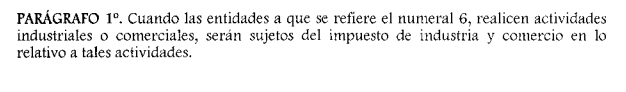 PARÁGRAFO 1º. Cuando las entidades a que se refiere el numeral 6, realicen actividades
industriales o comerciales, serán sujetos del impuesto de industria y comercio en lo
relativo a tales actividades.